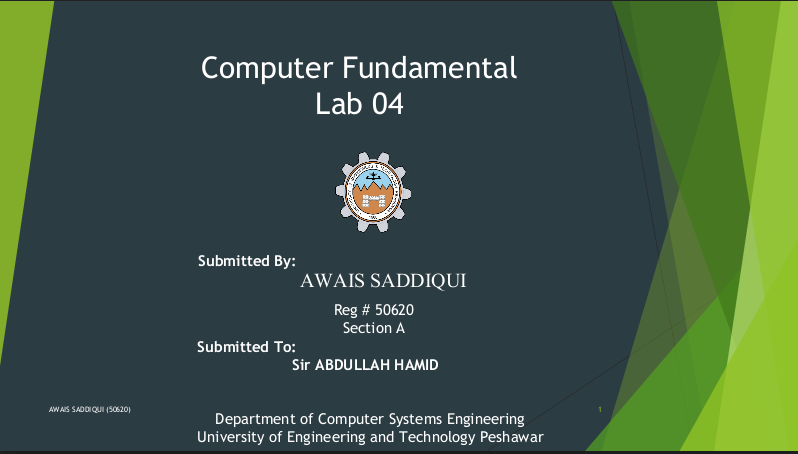 Computer Fundamental
Lab 04
Submitted By:
AWAIS SADDIQUI
Reg # 50620
Section A
Submitted To:
Sir ABDULLAH HAMID
AWAIS SADDIQUI (50620)
1
Department of Computer Systems Engineering
University of Engineering and Technology Peshawar